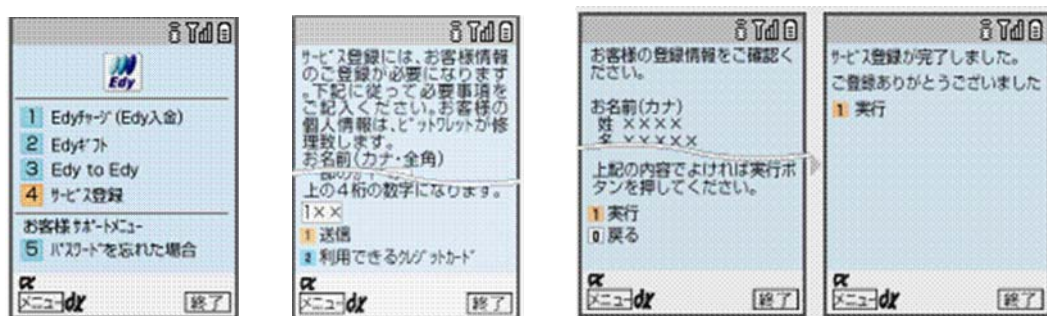 Edy
1 Edyﾁｬｰｼﾞ(Edy入金)
2 Edyｷﾞﾌﾄ
3 Edy to Edy
4 ｻｰﾋﾞｽ登録
お客様ｻﾎﾟｰﾄﾒﾆｭｰ
5 ﾊﾟｽﾜｰﾄﾞを忘れた場合
メニュー
終了
ｻｰﾋﾞｽ登録には、お客様情報
のご登録が必要になります
。下記に従って必要事項を
ご記入ください。お客様の
個人情報は、ﾋﾞｯﾄﾜﾚｯﾄが修
理致します。
お名前(カナ・全角)
上の4桁の数字になります。
1××
1 送信
2 利用できるｸﾚｼﾞｯﾄｶｰﾄﾞ
メニュー
終了
お客様の登録情報をご確認く
ださい。
お名前(カナ)
姓 ××××
名 ×××××
上記の内容でよければ実行ボ
タンを押してください。
1 実行
0 戻る
メニュー
終了
ｻｰﾋﾞｽ登録が完了しました。
ご登録ありがとうございました
1 実行
メニュー
終了